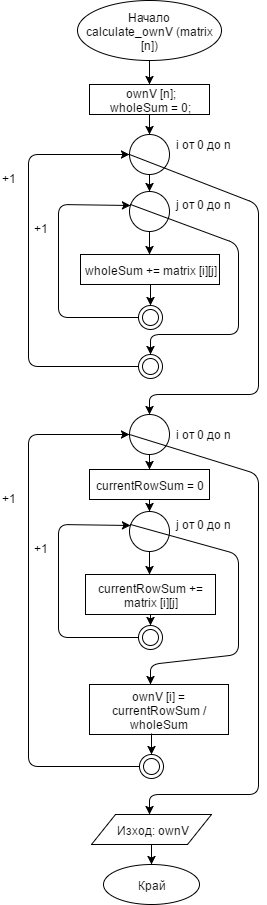 Начало
calculate_ownV (matrix
[n])
ownV [n];
wholeSum = 0;
i от 0 до n
+1
j от 0 до n
+1
wholeSum += matrix [i][j]
i от 0 до n
currentRowSum = 0
+1
j от 0 до n
+1
currentRowSum +=
matrix [i][j]
ownV [i] =
currentRowSum /
wholeSum
Изход: ownV
Край